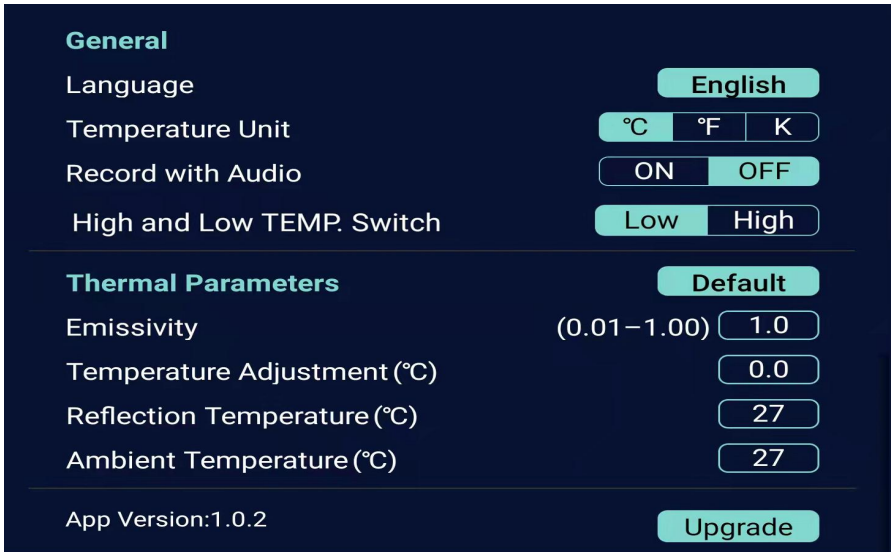 General
Language English
Temperature Unit ℃ ℉ K
Record with Audio ON OFF
High and Low TEMP. Switch Low High
Thermal Parameters Default
Emissivity (0.01–1.00) 1.0
Temperature Adjustment(℃) 0.0
Reflection Temperature(℃) 27
Ambient Temperature(℃) 27
App Version:1.0.2 Upgrade